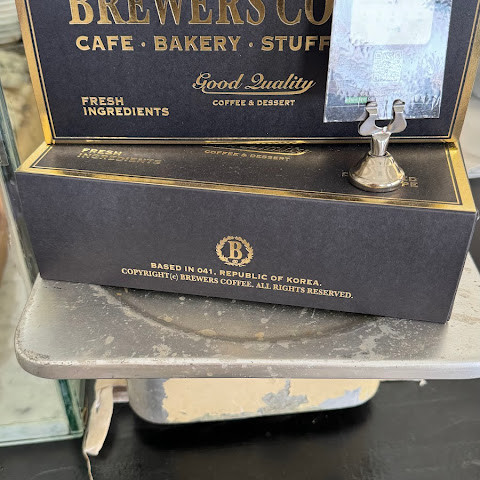 BREWERS CO
CAFE · BAKERY · STUFF
Good Quality
COFFEE & DESSERT
FRESH
INGREDIENTS
FRESH
INGREDIENTS
COFFEE & DESSERT
B
BASED IN 041, REPUBLIC OF KOREA.
COPYRIGHT(c) BREWERS COFFEE. ALL RIGHTS RESERVED.